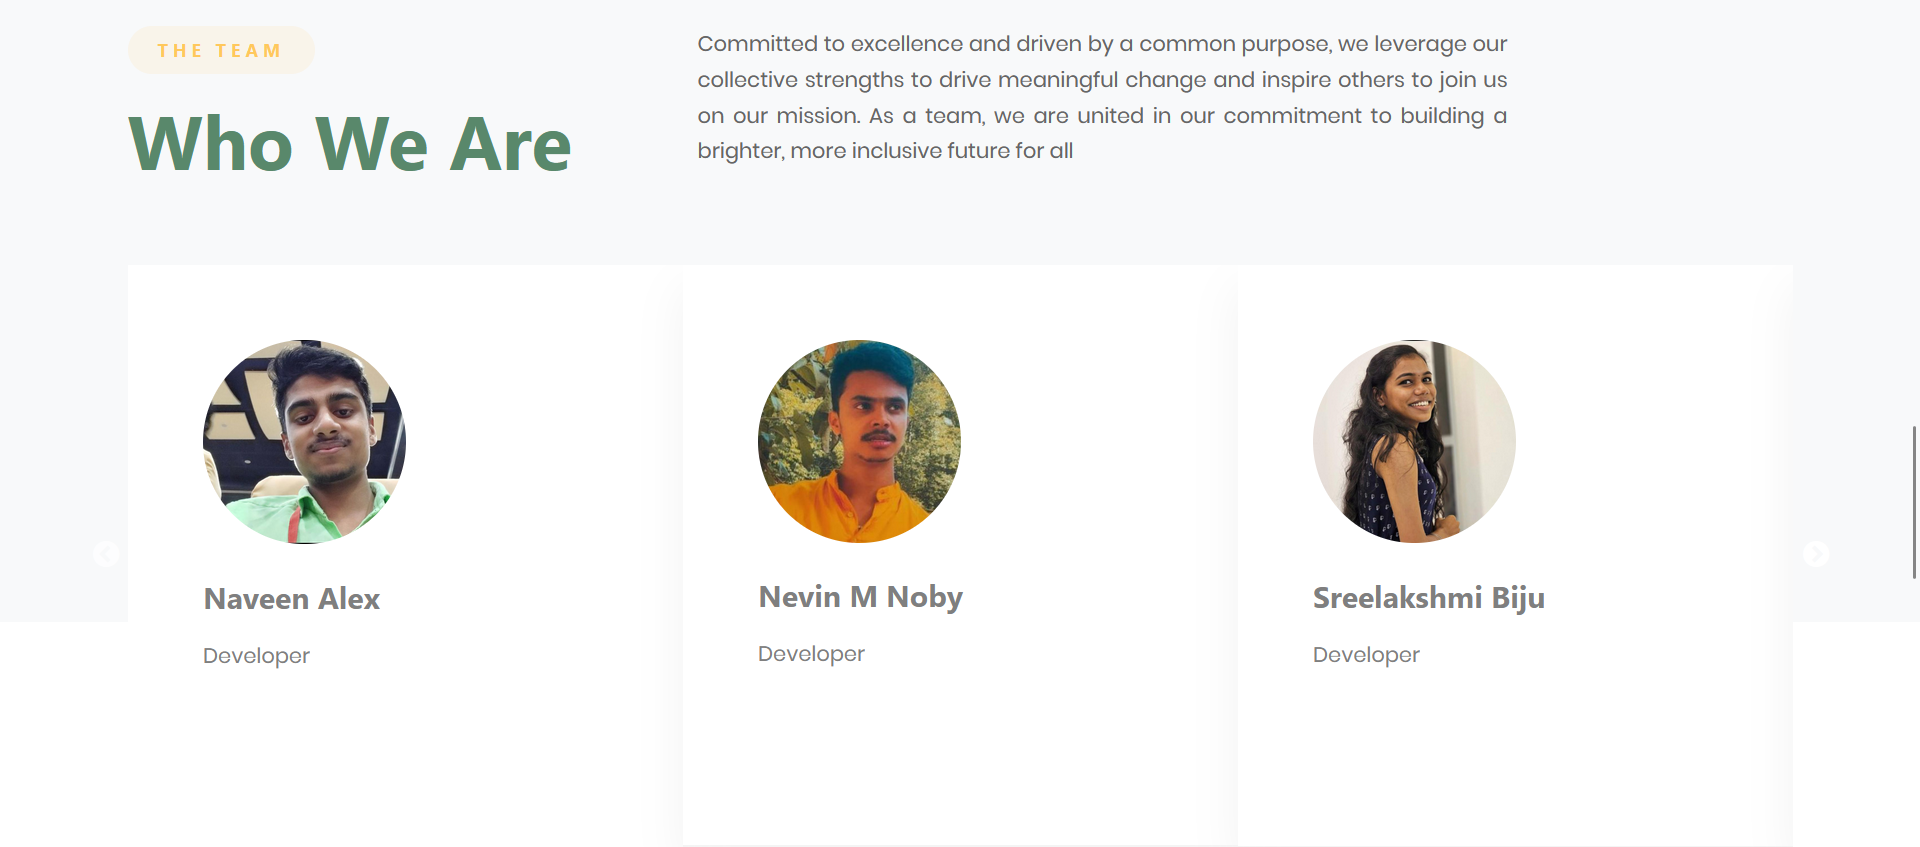 THE TEAM
Who We Are
Committed to excellence and driven by a common purpose, we leverage our
collective strengths to drive meaningful change and inspire others to join us
on our mission. As a team, we are united in our commitment to building a
brighter, more inclusive future for all
Naveen Alex
Developer
Nevin M Noby
Developer
Sreelakshmi Biju
Developer